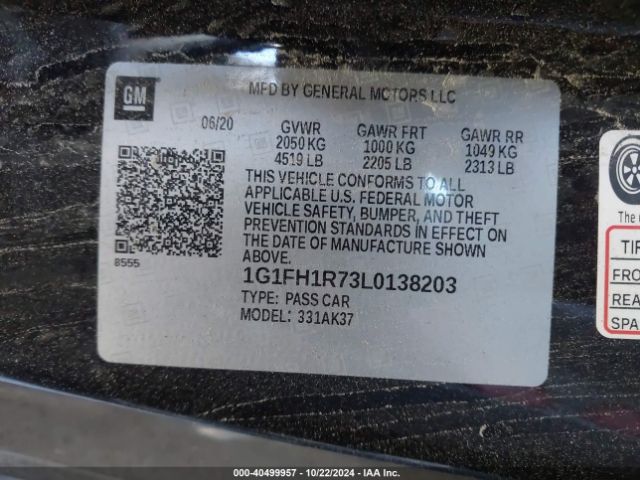 GM
MFD BY GENERAL MOTORS LLC
06/20 GVWR GAWR FRT GAWR RR
2050 KG 1000 KG 1049 KG
4519 LB 2205 LB 2313 LB
THIS VEHICLE CONFORMS TO ALL
APPLICABLE U.S. FEDERAL MOTOR
VEHICLE SAFETY, BUMPER, AND THEFT
PREVENTION STANDARDS IN EFFECT ON
THE DATE OF MANUFACTURE SHOWN
ABOVE.
8555
1G1FH1R73L0138203
TYPE: PASS CAR
MODEL: 331AK37
The
TIR
FRO
REA
SPA
000-40499957 - 10/22/2024 - IAA Inc.